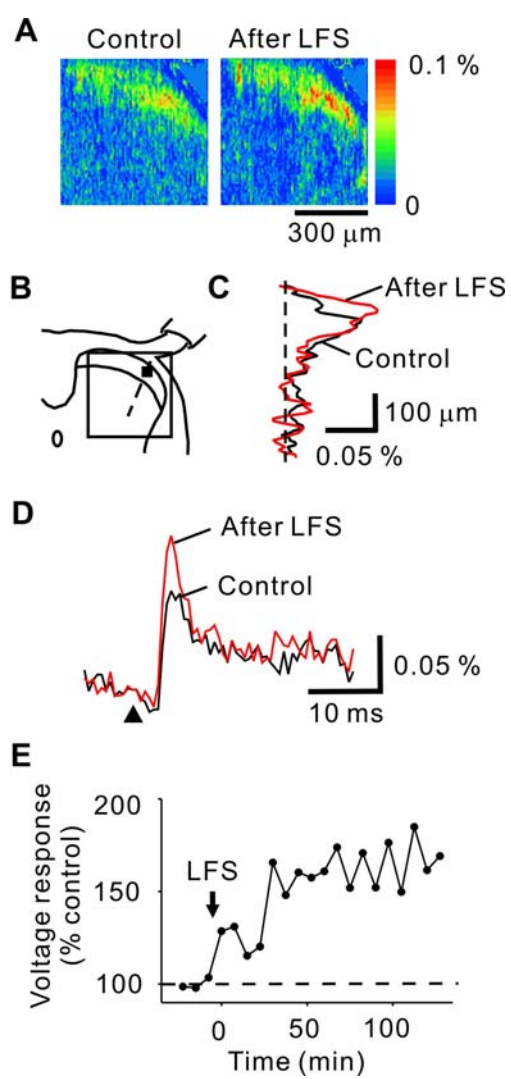 A
Control
After LFS
0.1 %
0
300 μm
B
C
After LFS
Control
100 μm
0.05 %
D
After LFS
Control
0.05 %
10 ms
E
Voltage response
(% control)
200
150
100
LFS
0
50
100
Time (min)